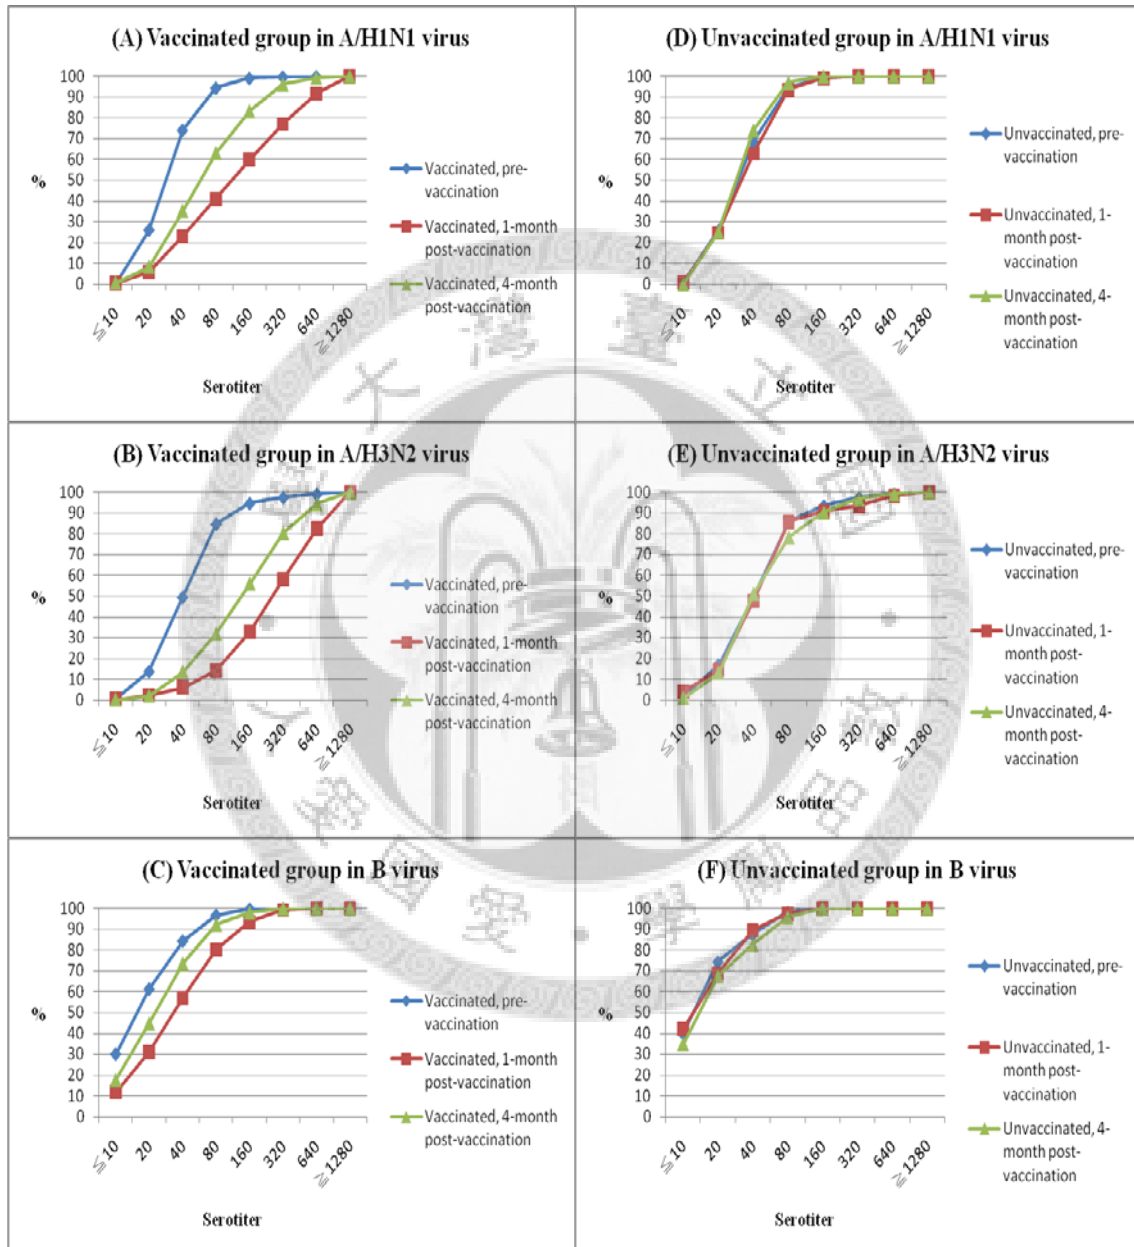 (A) Vaccinated group in A/H1N1 virus
100
90
80
70
60
50
40
30
20
10
0
%
≦ 10
20
40
80
160
320
640
≧ 1280
Serotiter
Vaccinated, pre-
vaccination
Vaccinated, 1-month
post-vaccination
Vaccinated, 4-month
post-vaccination
(D) Unvaccinated group in A/H1N1 virus
100
90
80
70
60
50
40
30
20
10
0
%
≦ 10
20
40
80
160
320
640
≧ 1280
Serotiter
Unvaccinated, pre-
vaccination
Unvaccinated, 1-
month post-
vaccination
Unvaccinated, 4-
month post-
vaccination
(B) Vaccinated group in A/H3N2 virus
100
90
80
70
60
50
40
30
20
10
0
%
≦ 10
20
40
80
160
320
640
≧ 1280
Serotiter
Vaccinated, pre-
vaccination
Vaccinated, 1-month
post-vaccination
Vaccinated, 4-month
post-vaccination
(E) Unvaccinated group in A/H3N2 virus
100
90
80
70
60
50
40
30
20
10
0
%
≦ 10
20
40
80
160
320
640
≧ 1280
Serotiter
Unvaccinated, pre-
vaccination
Unvaccinated, 1-
month post-
vaccination
Unvaccinated, 4-
month post-
vaccination
(C) Vaccinated group in B virus
100
90
80
70
60
50
40
30
20
10
0
%
≦ 10
20
40
80
160
320
640
≧ 1280
Serotiter
Vaccinated, pre-
vaccination
Vaccinated, 1-month
post-vaccination
Vaccinated, 4-month
post-vaccination
(F) Unvaccinated group in B virus
100
90
80
70
60
50
40
30
20
10
0
%
≦ 10
20
40
80
160
320
640
≧ 1280
Serotiter
Unvaccinated, pre-
vaccination
Unvaccinated, 1-
month post-
vaccination
Unvaccinated, 4-
month post-
vaccination